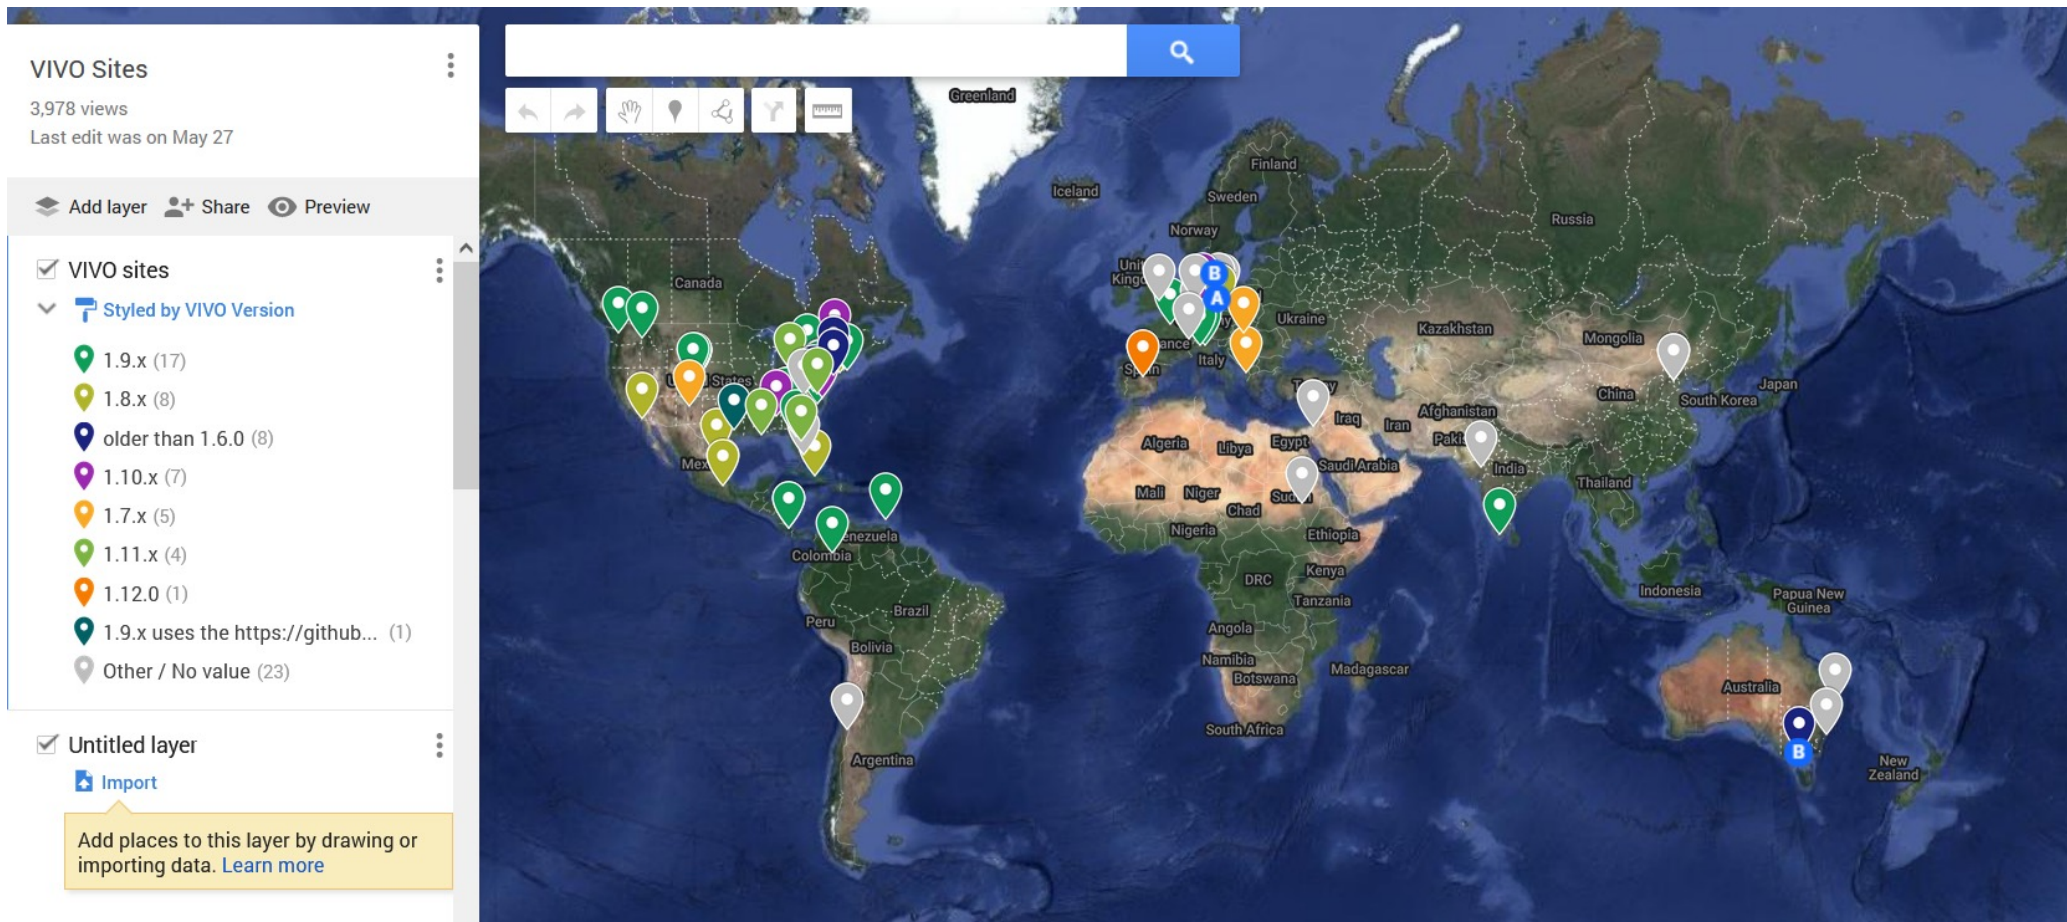 VIVO Sites
3,978 views
Last edit was on May 27
Add layer
Share
Preview
VIVO sites
Styled by VIVO Version
1.9.x (17)
1.8.x (8)
older than 1.6.0 (8)
1.10.x (7)
1.7.x (5)
1.11.x (4)
1.12.0 (1)
1.9.x uses the https://github... (1)
Other / No value (23)
Untitled layer
Import
Add places to this layer by drawing or
importing data. Learn more
Greenland
Iceland
Finland
Sweden
Norway
Russia
Canada
B
A
Ukraine
Kazakhstan
Mongolia
Italy
China
Japan
South Korea
Afghanistan
Iraq
Iran
Algeria
Libya
Egypt
Saudi Arabia
India
Thailand
Mali
Niger
Chad
Nigeria
Ethiopia
Colombia
DRC
Kenya
Tanzania
Indonesia
Papua New
Guinea
Brazil
Peru
Bolivia
Angola
Namibia
Botswana
Madagascar
Australia
South Africa
Argentina
B
New
Zealand